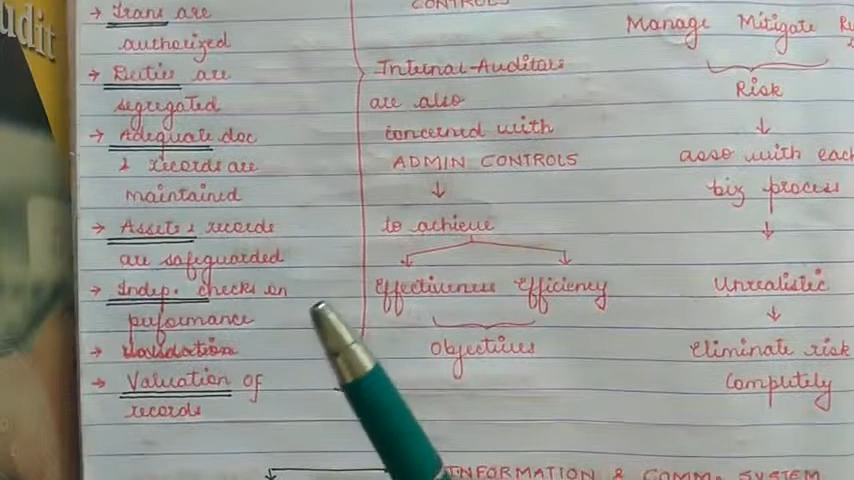 udit
→ Trans are
authorized
→ Duties are
segregated
→ Adequate doc
& records are
maintained
→ Assets & records
are safeguarded
→ Indep. checks on
performance
→ Valuation of
records
CONTROLS
Internal Auditors
are also
concerned with
ADMIN CONTROLS
↓
to achieve
Effectiveness Efficiency
Objectives
Manage Mitigate
Risk
↓
asso with each
biz process
↓
Unrealistic
↓
eliminate risk
completely
INFORMATION & COMM. SYSTEM